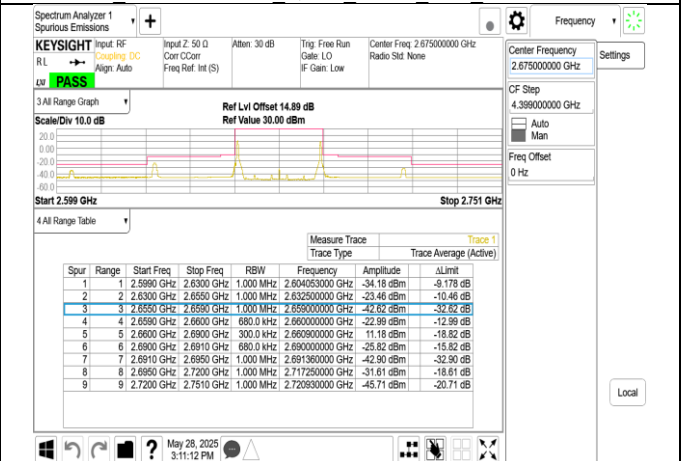 Spectrum Analyzer 1
Spurious Emissions
Frequency
KEYSIGHT Input: RF Input Z: 50 Ω Atten: 30 dB Trig: Free Run Center Freq: 2.675000000 GHz
RL Coupling: DC Corr CCorr Gate: LO Radio Std: None
Align: Auto Freq Ref: Int (S) IF Gain: Low
LXI PASS
Center Frequency
2.675000000 GHz
Settings
CF Step
4.399000000 GHz
Auto
Man
Freq Offset
0 Hz
3 All Range Graph
Ref Lvl Offset 14.89 dB
Scale/Div 10.0 dB Ref Value 30.00 dBm
20.0
0.00
-20.0
-40.0
-60.0
Start 2.599 GHz Stop 2.751 GHz
4 All Range Table
Measure Trace Trace 1
Trace Type Trace Average (Active)
Spur Range Start Freq Stop Freq RBW Frequency Amplitude ΔLimit
1 1 2.5990 GHz 2.6300 GHz 1.000 MHz 2.604053000 GHz -34.18 dBm -9.178 dB
2 2 2.6300 GHz 2.6550 GHz 1.000 MHz 2.632500000 GHz -23.46 dBm -10.46 dB
3 3 2.6550 GHz 2.6590 GHz 1.000 MHz 2.659000000 GHz -42.62 dBm -32.62 dB
4 4 2.6590 GHz 2.6600 GHz 680.0 kHz 2.660000000 GHz -22.99 dBm -12.99 dB
5 5 2.6600 GHz 2.6900 GHz 300.0 kHz 2.660900000 GHz 11.18 dBm -18.82 dB
6 6 2.6900 GHz 2.6910 GHz 680.0 kHz 2.690000000 GHz -25.82 dBm -15.82 dB
7 7 2.6910 GHz 2.6950 GHz 1.000 MHz 2.691360000 GHz -42.90 dBm -32.90 dB
8 8 2.6950 GHz 2.7200 GHz 1.000 MHz 2.717250000 GHz -31.61 dBm -18.61 dB
9 9 2.7200 GHz 2.7510 GHz 1.000 MHz 2.720930000 GHz -45.71 dBm -20.71 dB
Local
May 28, 2025
3:11:12 PM